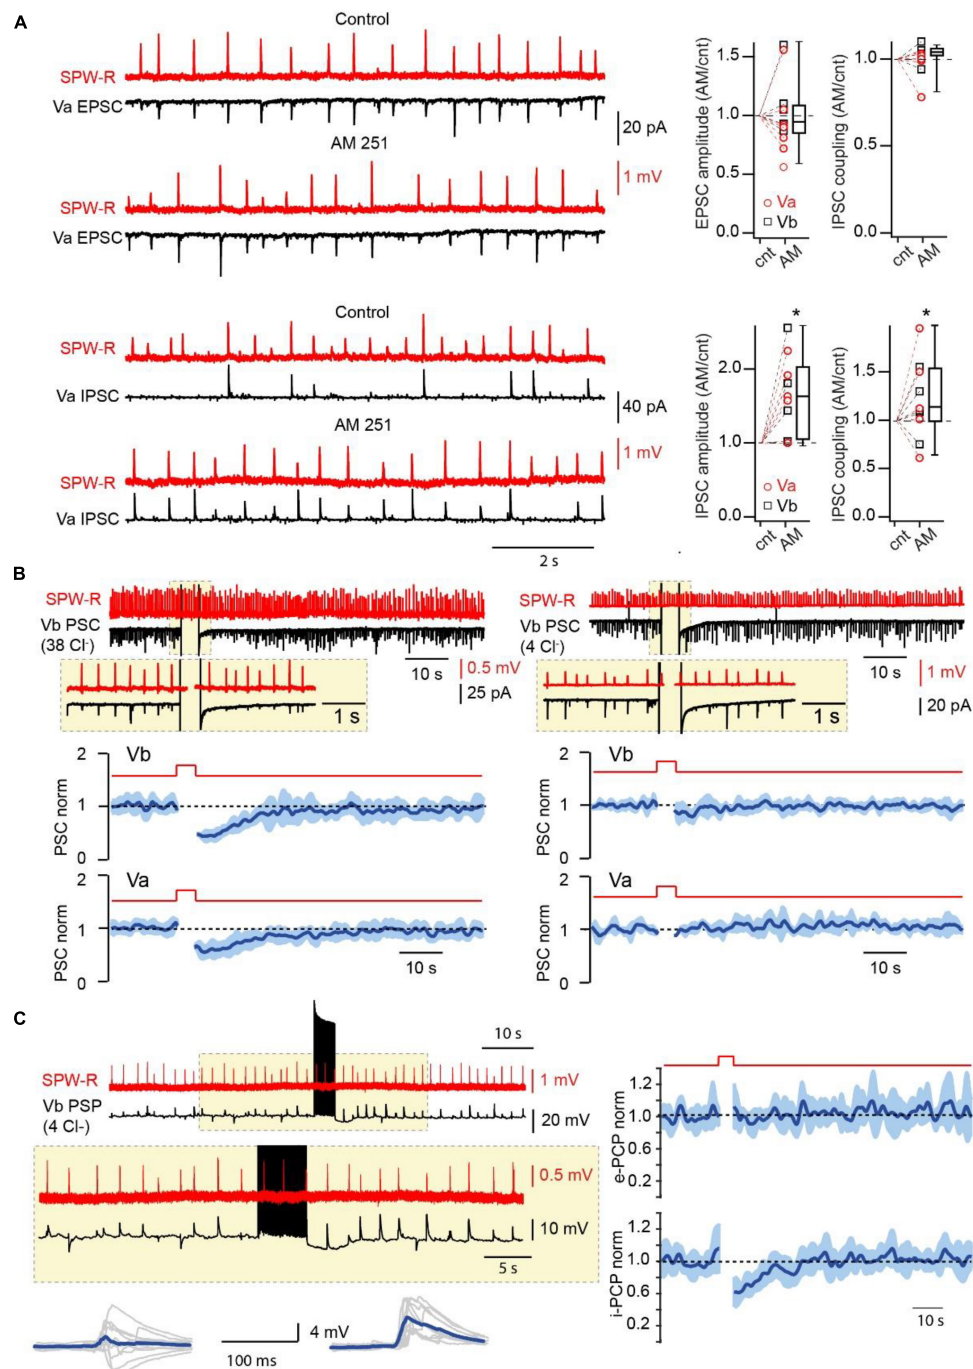 A
Control
SPW-R
Va EPSC
20 pA
AM 251
1 mV
SPW-R
Va EPSC
EPSC amplitude (AM/cnt)
1.5
1.0
0.5
0.0
Va
Vb
cnt
AM
IPSC coupling (AM/cnt)
1.0
0.0
cnt
AM
Control
SPW-R
Va IPSC
40 pA
AM 251
1 mV
SPW-R
Va IPSC
2 s
IPSC amplitude (AM/cnt)
*
2.0
1.0
0.0
Va
Vb
cnt
AM
IPSC coupling (AM/cnt)
*
1.5
1.0
0.5
0.0
cnt
AM
B
SPW-R
Vb PSC
(38 Cl-)
10 s
0.5 mV
25 pA
1 s
SPW-R
Vb PSC
(4 Cl-)
10 s
1 mV
20 pA
1 s
Vb
PSC norm
2
1
0
Vb
PSC norm
2
1
0
Va
PSC norm
2
1
0
10 s
Va
PSC norm
2
1
0
10 s
C
10 s
SPW-R
1 mV
Vb PSP
(4 Cl-)
20 mV
0.5 mV
10 mV
5 s
4 mV
100 ms
e-PCP norm
1.2
1.0
0.6
0.2
i-PCP norm
1.2
1.0
0.6
0.2
10 s